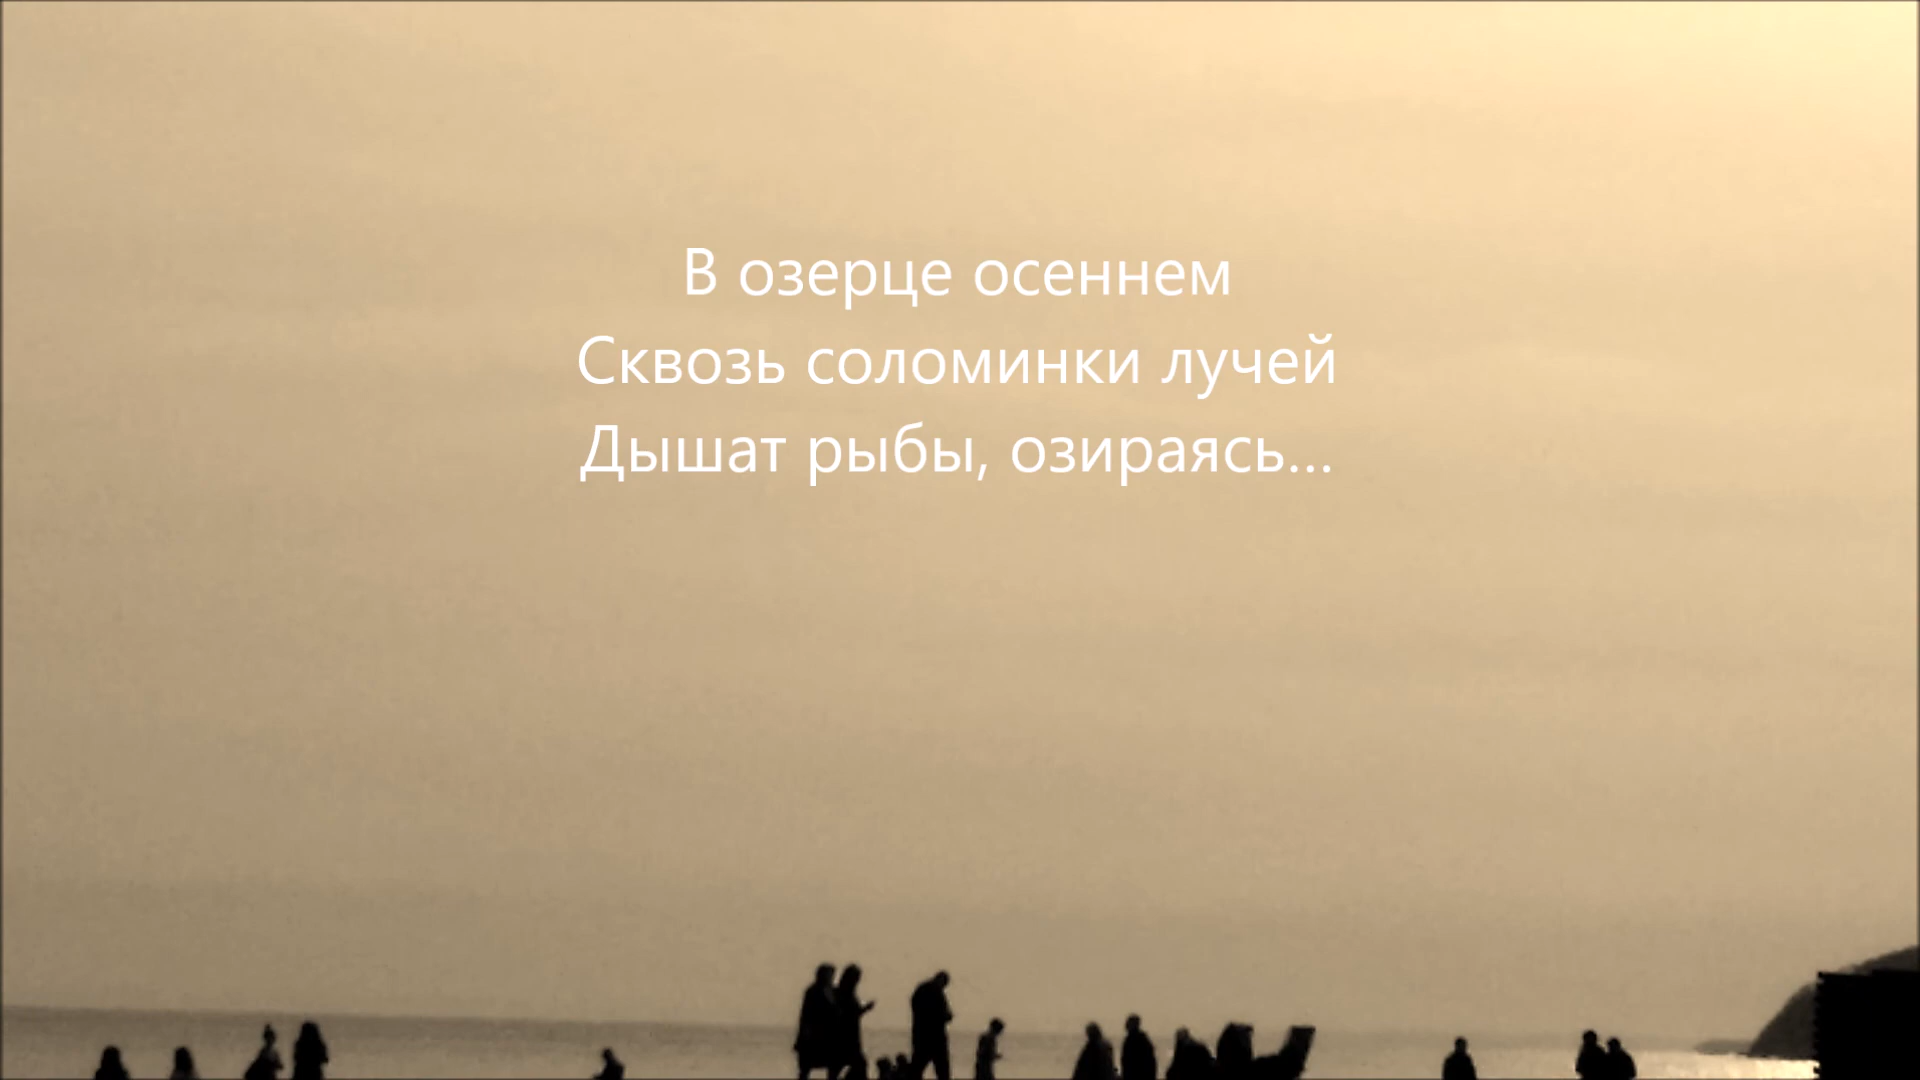 В озерце осеннем
Сквозь соломинки лучей
Дышат рыбы, озираясь...